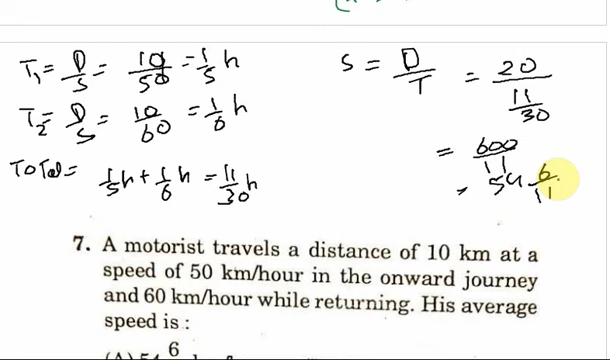 T₁ = D/S = 10/50 = 1/5 h
T₂ = D/S = 10/60 = 1/6 h
Total = 1/5 h + 1/6 h = 11/30 h
S = D/T = 20/(11/30)
= 600/11
= 54 6/11
7. A motorist travels a distance of 10 km at a
speed of 50 km/hour in the onward journey
and 60 km/hour while returning. His average
speed is :
6